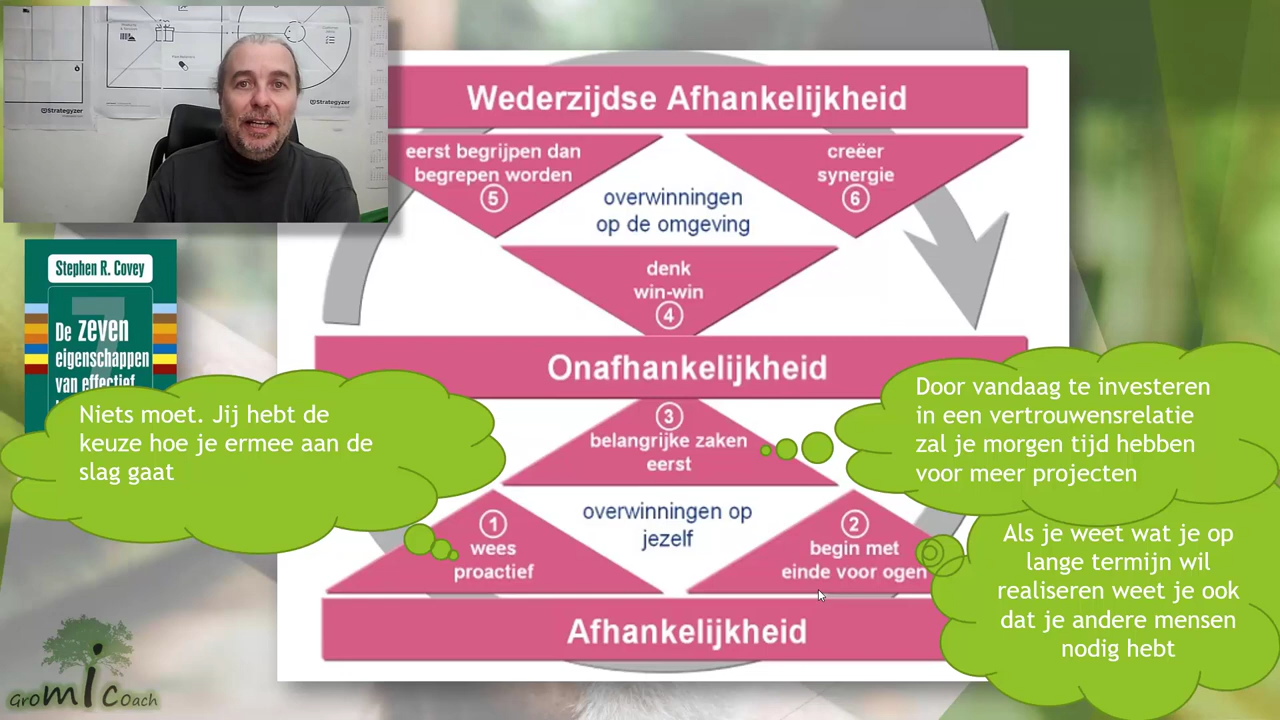 Strategyzer
Strategyzer
Wederzijdse Afhankelijkheid
eerst begrijpen dan
begrepen worden
5
overwinningen
op de omgeving
creëer
synergie
6
denk
win-win
4
Stephen R. Covey
7
De zeven
eigenschappen
van effectief
Onafhankelijkheid
3
belangrijke zaken
eerst
Niets moet. Jij hebt de
keuze hoe je ermee aan de
slag gaat
Door vandaag te investeren
in een vertrouwensrelatie
zal je morgen tijd hebben
voor meer projecten
1
wees
proactief
overwinningen op
jezelf
2
begin met
einde voor ogen
Als je weet wat je op
lange termijn wil
realiseren weet je ook
dat je andere mensen
nodig hebt
Afhankelijkheid
GromiCoach